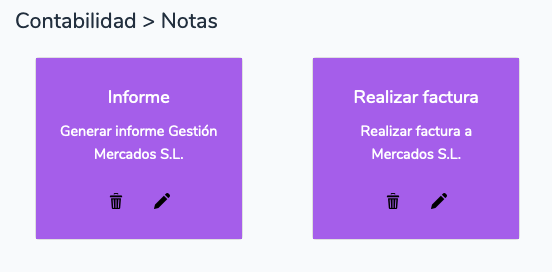 Contabilidad > Notas
Informe
Generar informe Gestión
Mercados S.L.
Realizar factura
Realizar factura a
Mercados S.L.